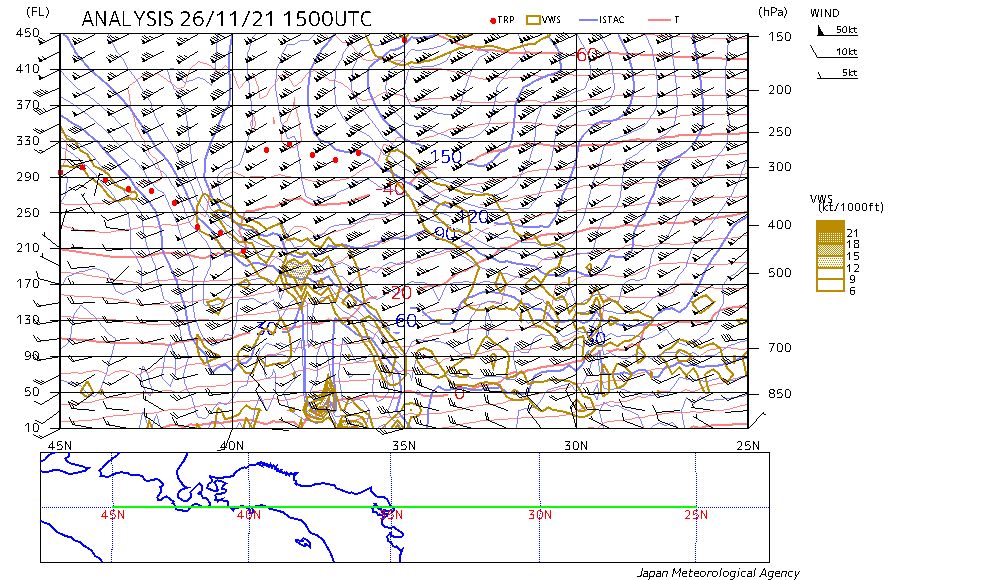 (FL) ANALYSIS 26/11/21 1500UTC (hPa) WIND
TRP VWS ISTAC T
50kt
10kt
5kt
450 150
60
410
370 200
330 250
150
290 300
250
120
400
90
210
170 500
20
130 60
30 30
90 700
50 850
0
10
45N 40N 35N 30N 25N
VWS
(kt/1000ft)
21
18
15
12
9
6
45N 40N 35N 30N 25N
Japan Meteorological Agency